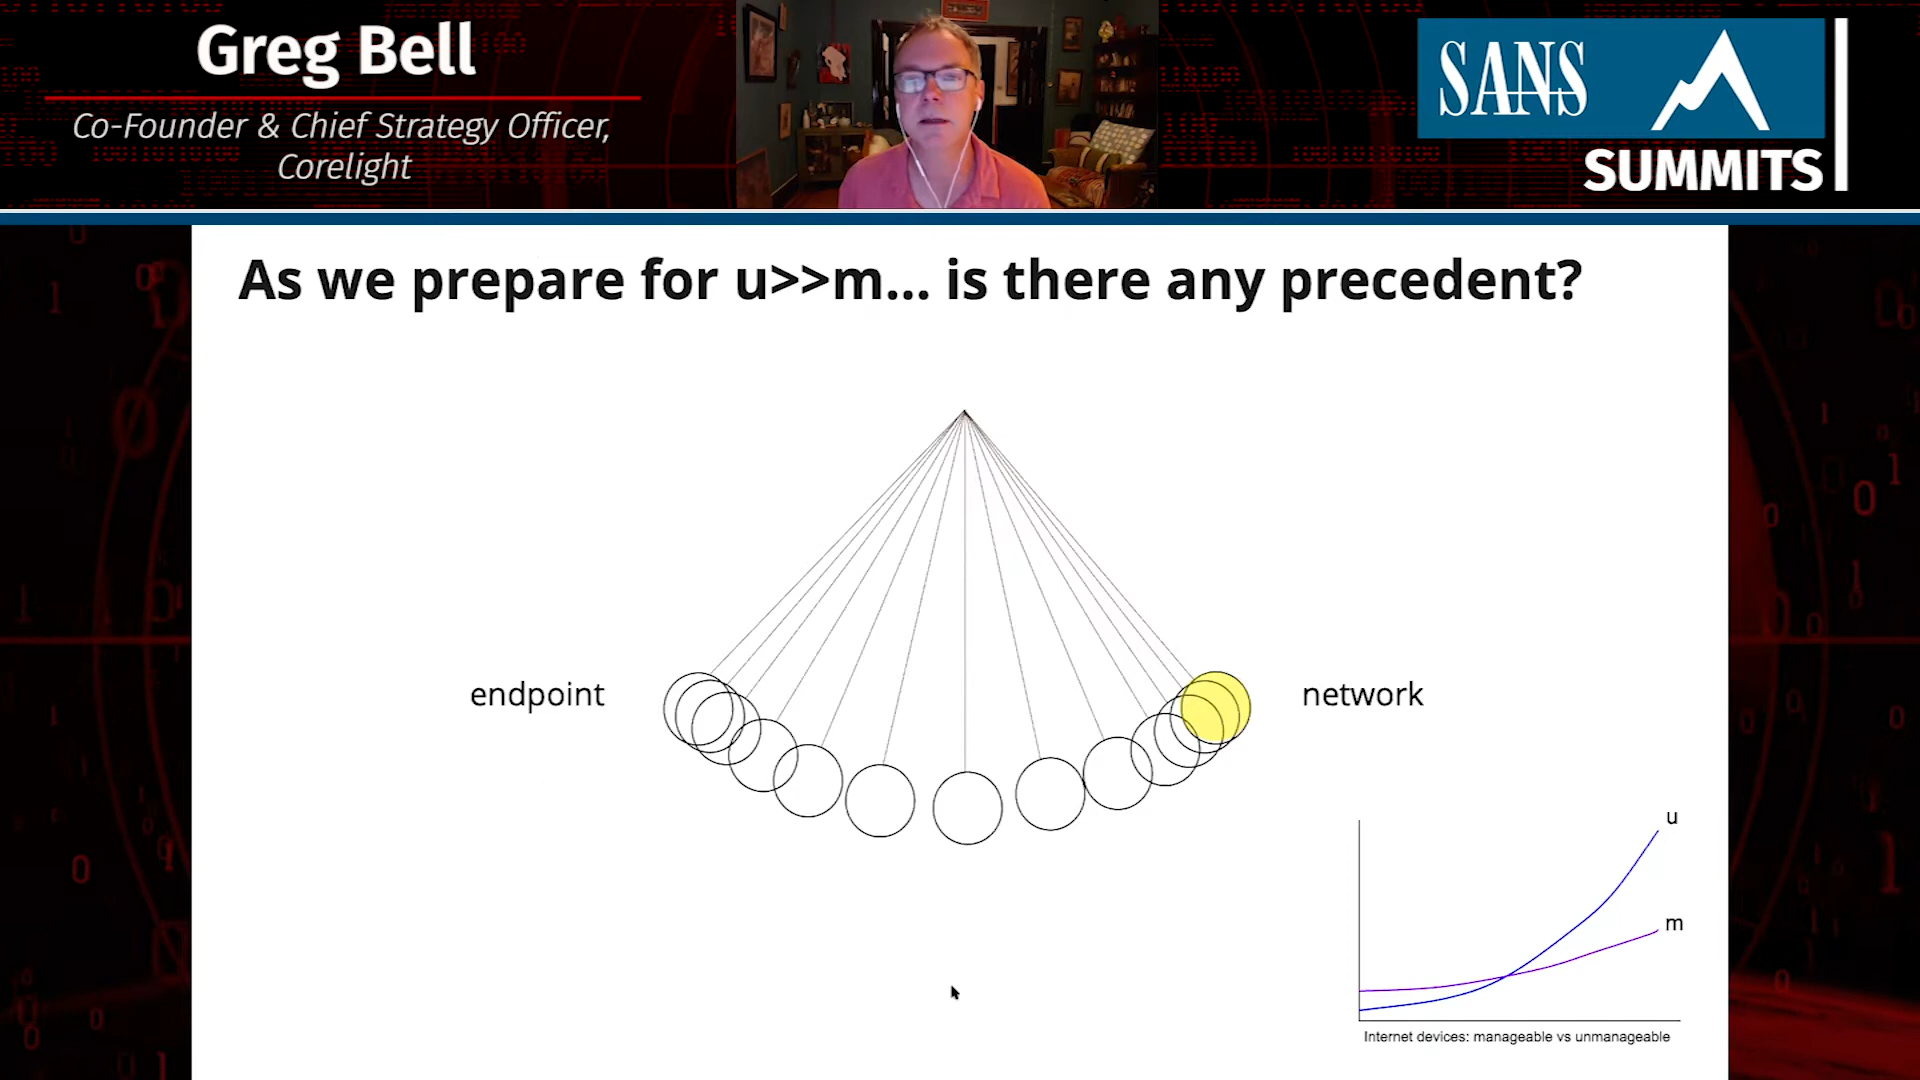 Greg Bell
Co-Founder & Chief Strategy Officer,
Corelight
SANS
SUMMITS
As we prepare for u>>m... is there any precedent?
endpoint
network
u
m
Internet devices: manageable vs unmanageable